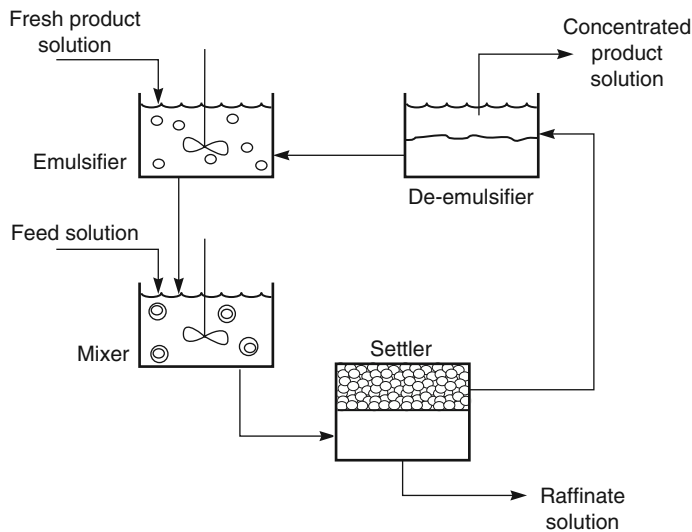 Fresh product
solution
Concentrated
product
solution
Emulsifier
De-emulsifier
Feed solution
Mixer
Settler
Raffinate
solution